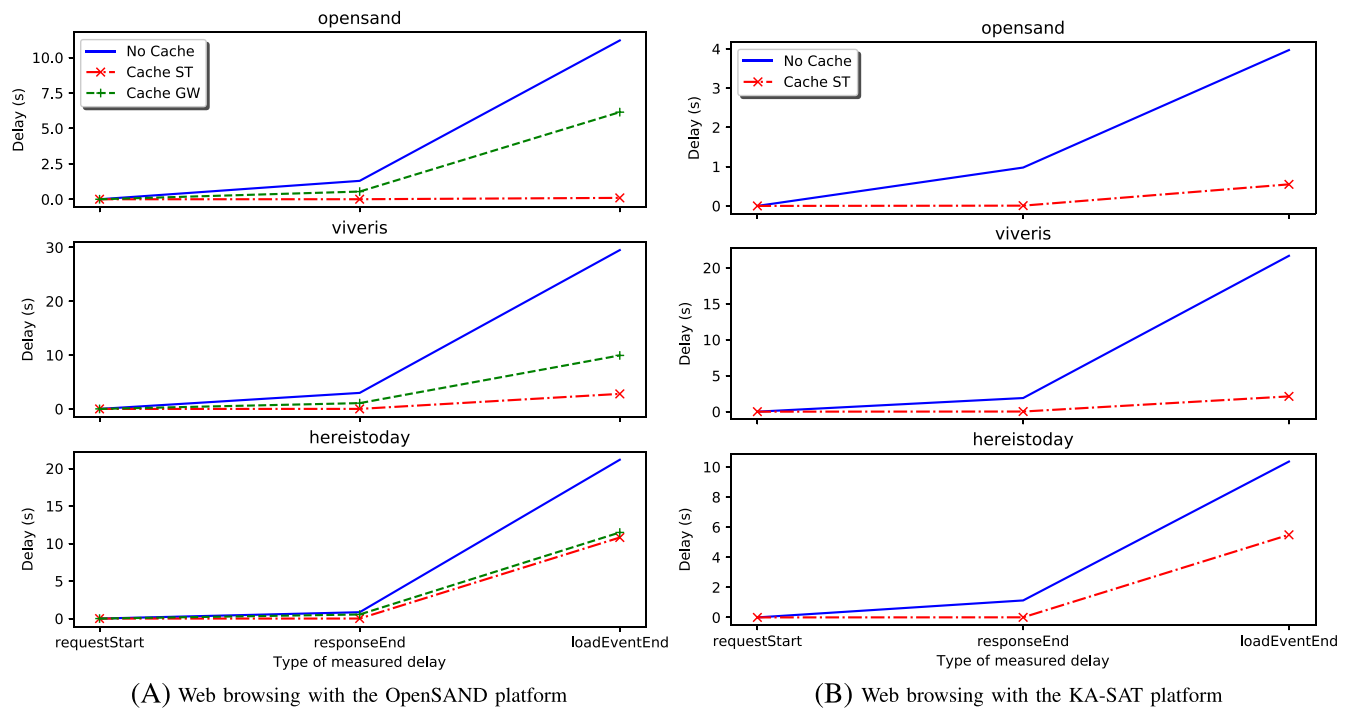 opensand
No Cache
Cache ST
Cache GW
Delay (s)
10.0
7.5
5.0
2.5
0.0
viveris
Delay (s)
30
20
10
0
hereistoday
Delay (s)
20
15
10
5
0
requestStart responseEnd loadEventEnd
Type of measured delay
(A) Web browsing with the OpenSAND platform
opensand
No Cache
Cache ST
Delay (s)
4
3
2
1
0
viveris
Delay (s)
20
15
10
5
0
hereistoday
Delay (s)
10
8
6
4
2
0
requestStart responseEnd loadEventEnd
Type of measured delay
(B) Web browsing with the KA-SAT platform